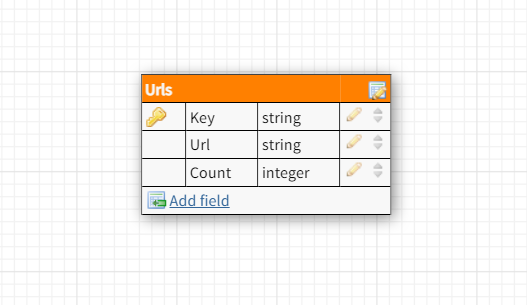 Urls
Key string
Url string
Count integer
Add field